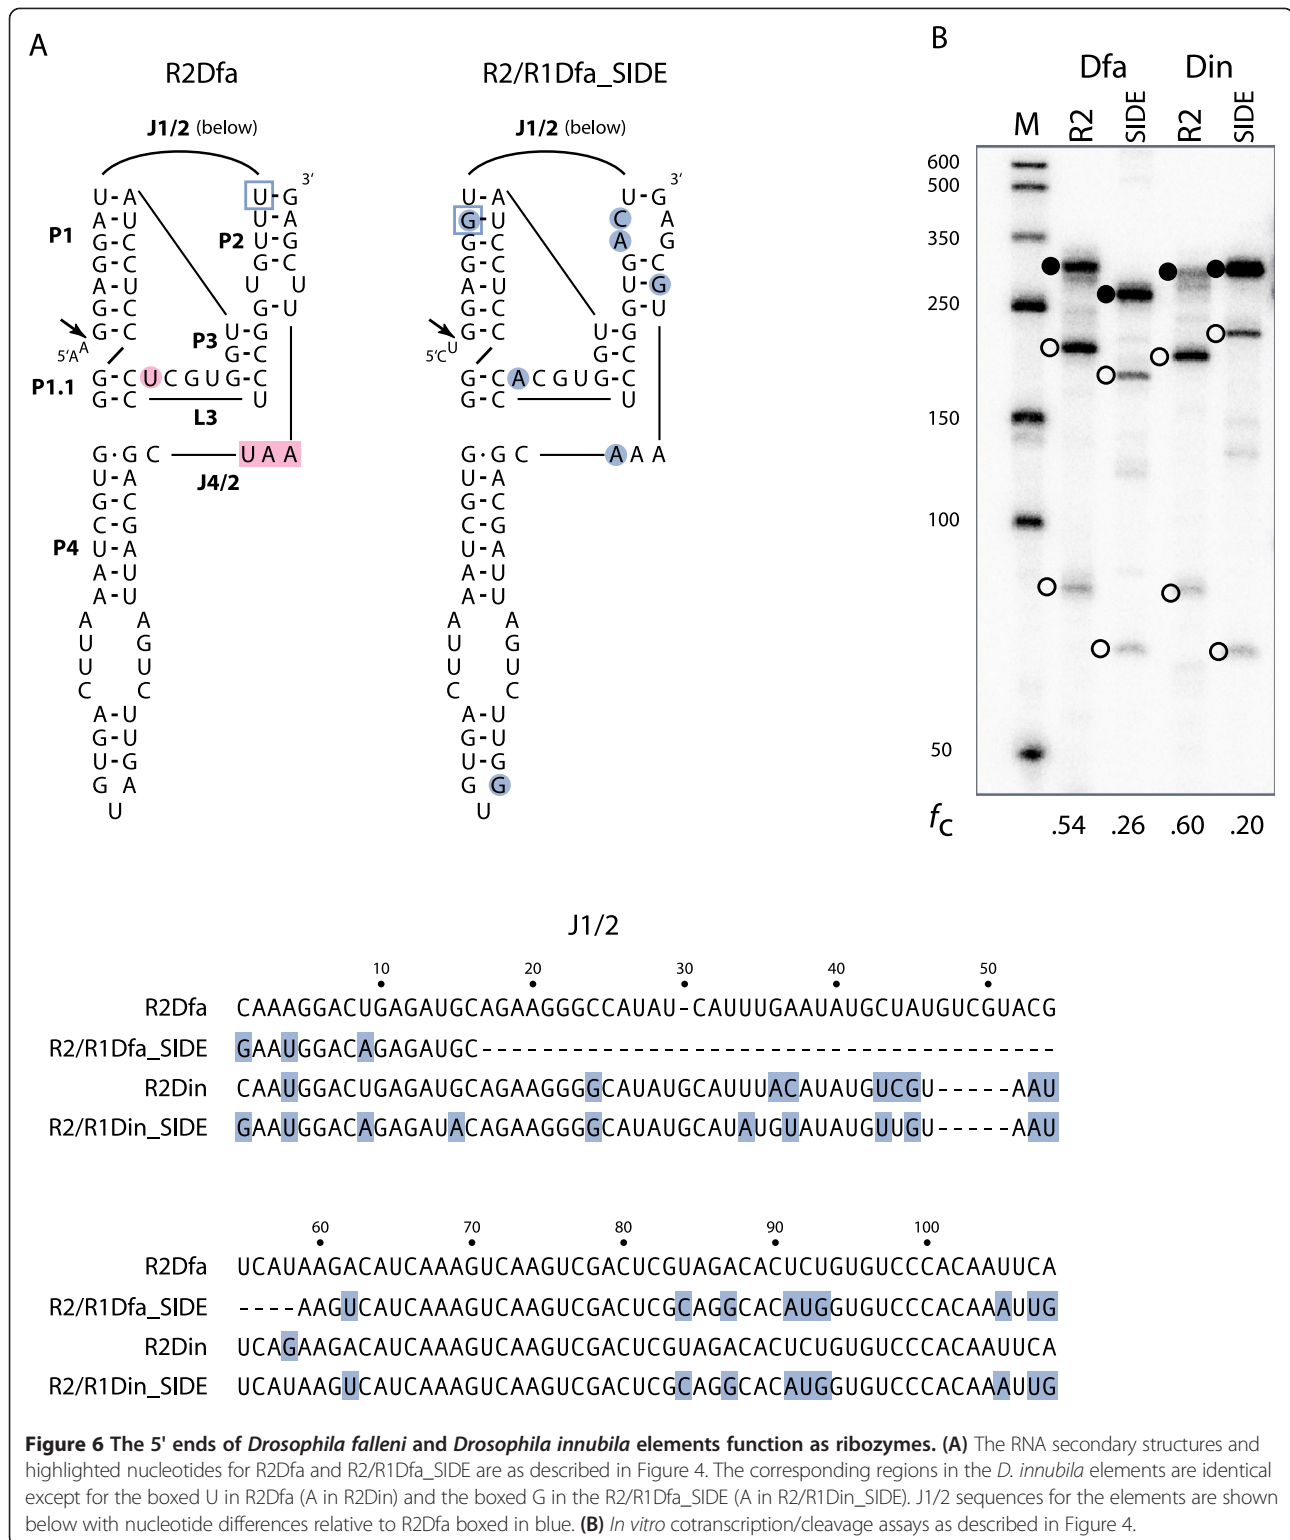 A
R2Dfa
R2/R1Dfa_SIDE
J1/2 (below)
J1/2 (below)
3'
3'
U-A U-G
A-U U-A
P1 G-C P2 U-G
G-C G-C
A-U U U
G-C G-U
G-C U-G
5'A A
P3 G-C
P1.1 G-C U C G U G-C
G-C U
L3
G·G C U A A
J4/2
U-A
G-C
C-G
P4 U-A
A-U
A-U
A A
U G
U U
C C
A-U
G-U
U G
G A
U
U-A U G
G-U C A
G-C A G
G-C G-C
A-U U G
G-C G-U
G-C U-G
5'C U
G-C
G-C A C G U G-C
G-C U
G·G C A A A
U-A
G-C
C-G
U-A
A-U
A-U
A A
U G
U U
C C
A-U
G-U
U G
G G
U
B
Dfa Din
M R2 SIDE R2 SIDE
600
500
350
250
150
100
50
fc .54 .26 .60 .20
J1/2
10 20 30 40 50
R2Dfa CAAAGGACUGAGAUGCAGAAGGGCCAUAU-CAUUUGAAUAUGCUAUGUCGUACG
R2/R1Dfa_SIDE GAAUGGACAGAGAUGC--------------------------------------
R2Din CAAUGGACUGAGAUGCAGAAGGGGCAUAUGCAUUUACAUAUGUCGU-----AAU
R2/R1Din_SIDE GAAUGGACAGAGAUACAGAAGGGGCAUAUGCAUAUGUAUAUGUUGU-----AAU
60 70 80 90 100
R2Dfa UCAUAAGACAUCAAAGUCAAGUCGACUCGUAGACACUCUGUGUCCCACAAUUCA
R2/R1Dfa_SIDE ----AAGUCAUCAAAGUCAAGUCGACUCGCAGGCACAUGGUGUCCCACAAAUUG
R2Din UCAGAAGACAUCAAAGUCAAGUCGACUCGUAGACACUCUGUGUCCCACAAUUCA
R2/R1Din_SIDE UCAUAAGUCAUCAAAGUCAAGUCGACUCGCAGGCACAUGGUGUCCCACAAAUUG
Figure 6 The 5' ends of Drosophila falleni and Drosophila innubila elements function as ribozymes. (A) The RNA secondary structures and
highlighted nucleotides for R2Dfa and R2/R1Dfa_SIDE are as described in Figure 4. The corresponding regions in the D. innubila elements are identical
except for the boxed U in R2Dfa (A in R2Din) and the boxed G in the R2/R1Dfa_SIDE (A in R2/R1Din_SIDE). J1/2 sequences for the elements are shown
below with nucleotide differences relative to R2Dfa boxed in blue. (B) In vitro cotranscription/cleavage assays as described in Figure 4.